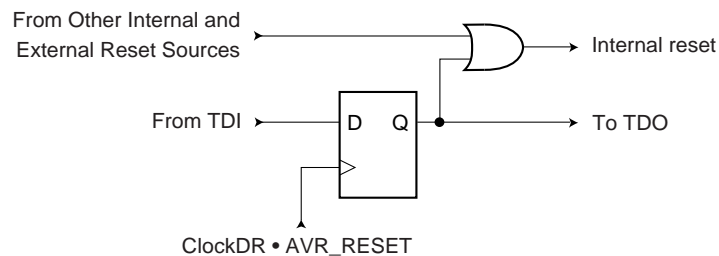 From Other Internal and
External Reset Sources
Internal reset
From TDI
D Q
To TDO
ClockDR • AVR_RESET